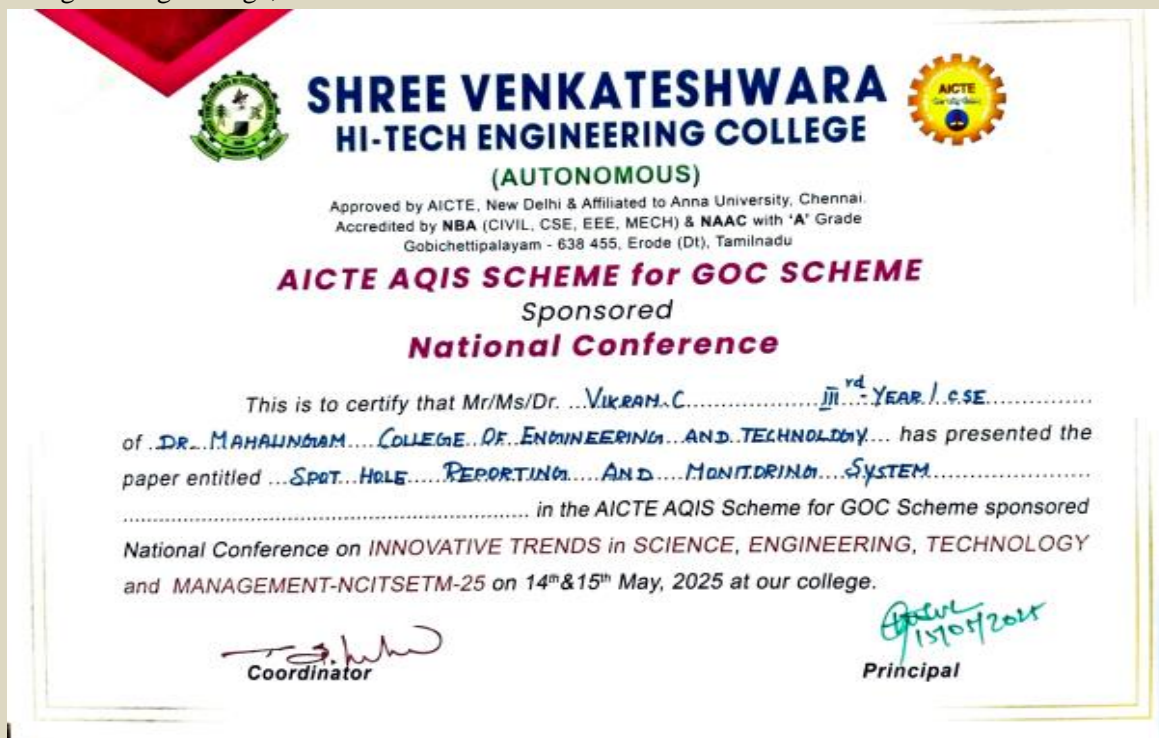 SHREE VENKATESHWARA
HI-TECH ENGINEERING COLLEGE
AICTE
(AUTONOMOUS)
Approved by AICTE, New Delhi & Affiliated to Anna University, Chennai.
Accredited by NBA (CIVIL, CSE, EEE, MECH) & NAAC with 'A' Grade
Gobichettipalayam - 638 455, Erode (Dt), Tamilnadu
AICTE AQIS SCHEME for GOC SCHEME
Sponsored
National Conference
This is to certify that Mr/Ms/Dr. ...VIKRAM.C.................... III rd - YEAR / CSE...............
of .DR..MAHALINGAM....COLLEGE..OF..ENGINEERING...AND..TECHNOLOGY.... has presented the
paper entitled ...SPOT...HOLE.....REPORTING.....AND....MONITORING....SYSTEM.......................
............................................................. in the AICTE AQIS Scheme for GOC Scheme sponsored
National Conference on INNOVATIVE TRENDS in SCIENCE, ENGINEERING, TECHNOLOGY
and MANAGEMENT-NCITSETM-25 on 14th&15th May, 2025 at our college.
15/05/2025
Coordinator
Principal